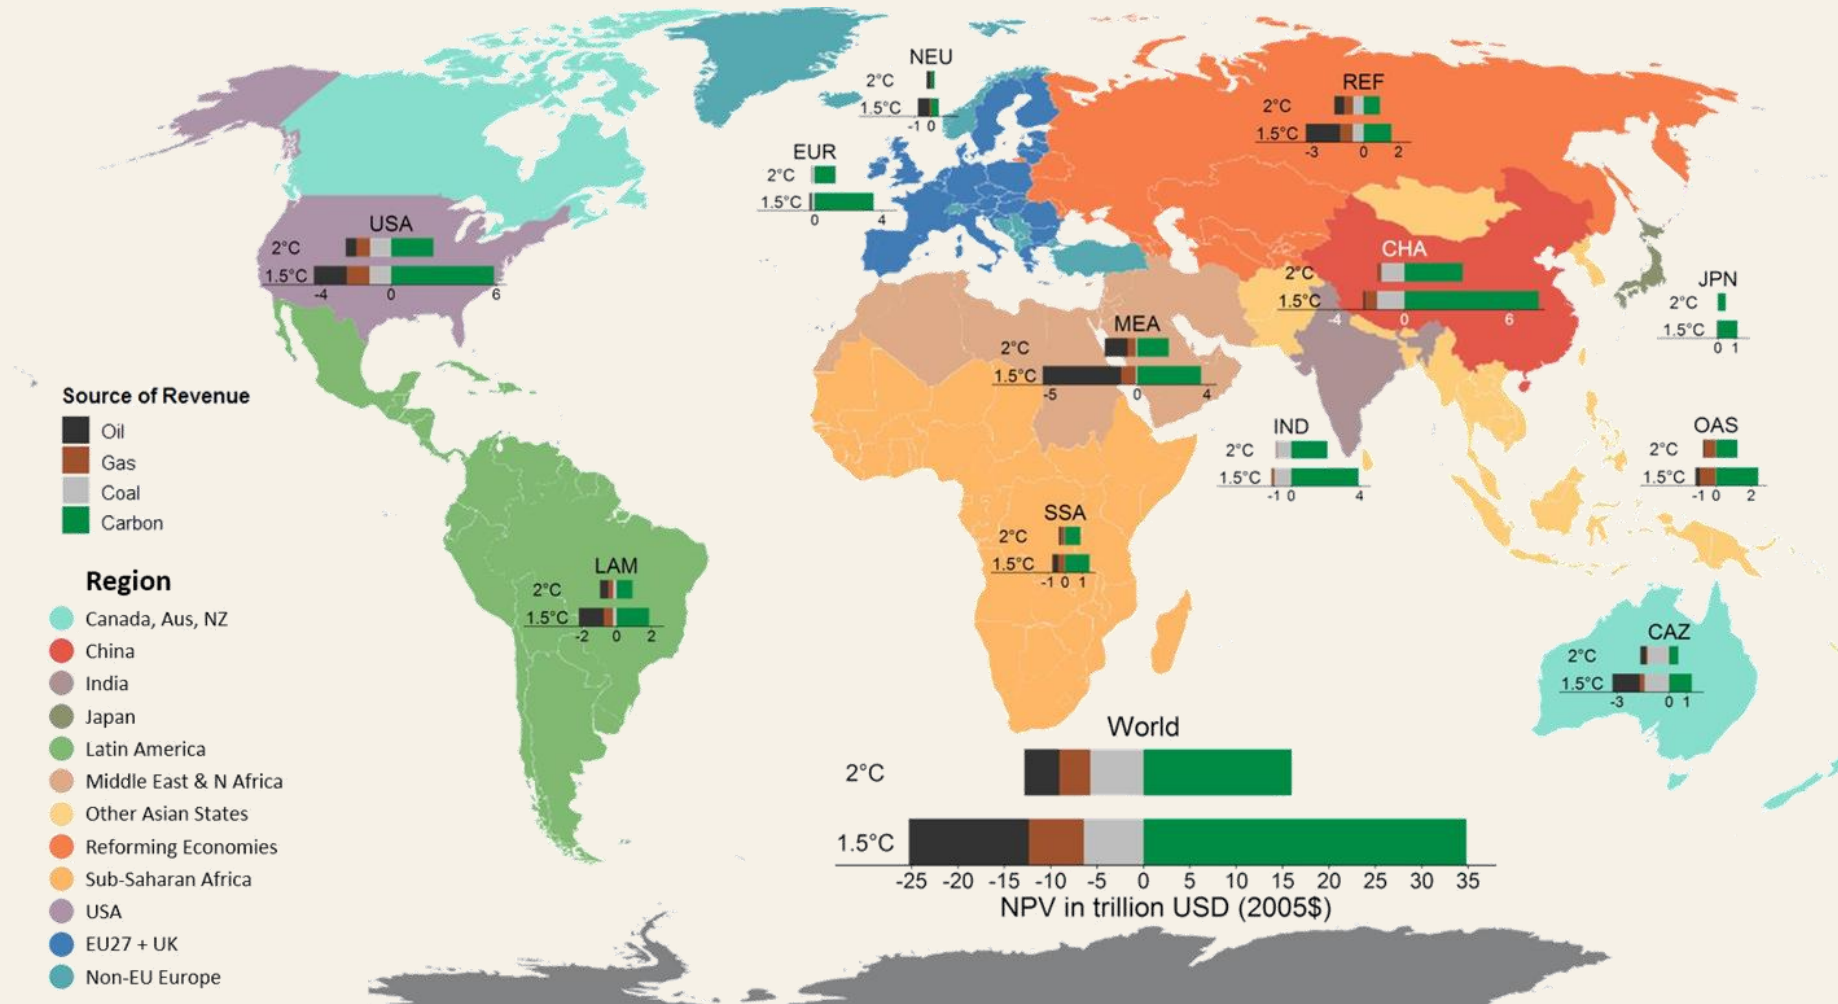 NEU
2°C
1.5°C
-1 0
REF
2°C
1.5°C
-3 0 2
EUR
2°C
1.5°C
0 4
USA
2°C
1.5°C
-4 0 6
CHA
2°C
1.5°C
-4 0 6
JPN
2°C
1.5°C
0 1
MEA
2°C
1.5°C
-5 0 4
Source of Revenue
Oil
Gas
Coal
Carbon
IND
2°C
1.5°C
-1 0 4
OAS
2°C
1.5°C
-1 0 2
SSA
2°C
1.5°C
-1 0 1
LAM
2°C
1.5°C
-2 0 2
Region
Canada, Aus, NZ
China
India
Japan
Latin America
Middle East & N Africa
Other Asian States
Reforming Economies
Sub-Saharan Africa
USA
EU27 + UK
Non-EU Europe
CAZ
2°C
1.5°C
-3 0 1
World
2°C
1.5°C
-25 -20 -15 -10 -5 0 5 10 15 20 25 30 35
NPV in trillion USD (2005$)